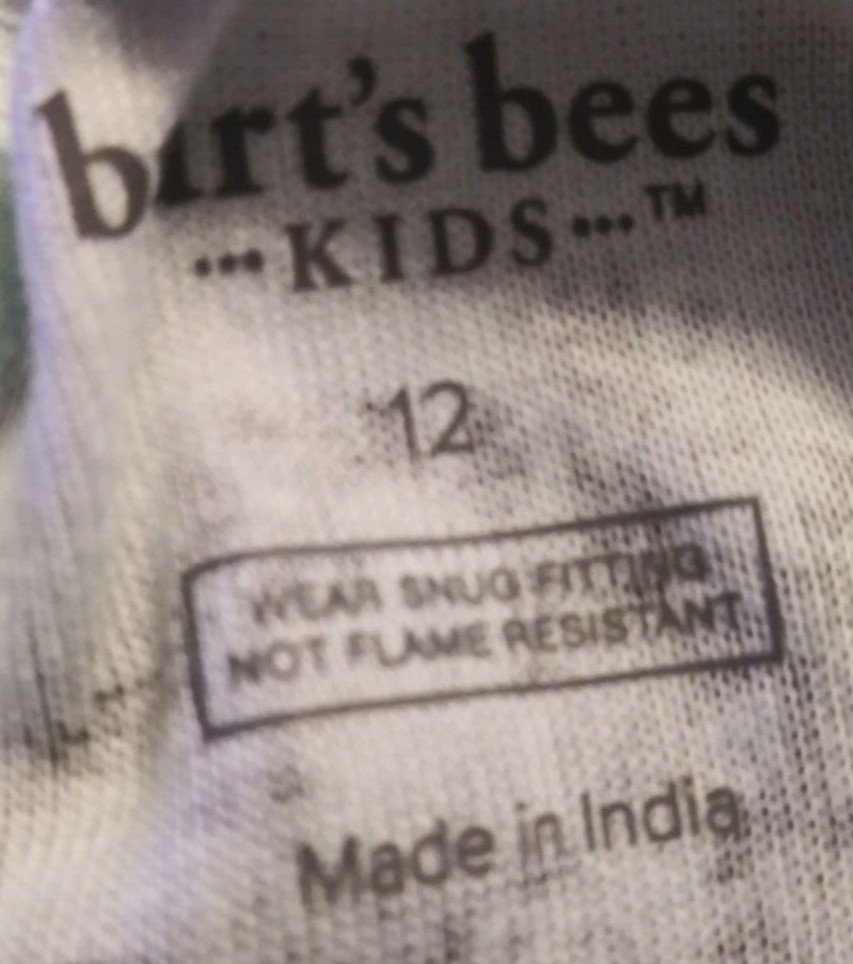 burt's bees
•••KIDS•••™
12
WEAR SNUG FITTING
NOT FLAME RESISTANT
Made in India